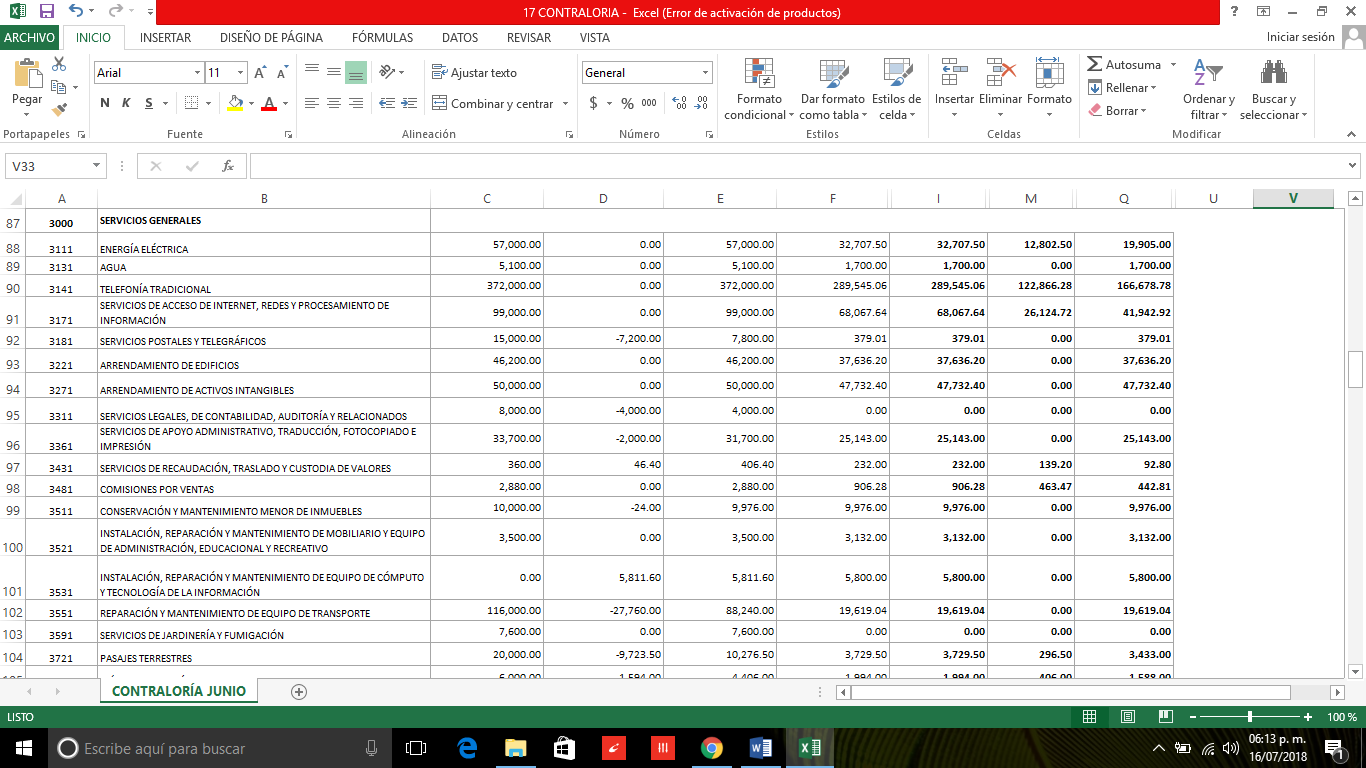 17 CONTRALORIA - Excel (Error de activación de productos)
ARCHIVO INICIO INSERTAR DISEÑO DE PÁGINA FÓRMULAS DATOS REVISAR VISTA Iniciar sesión
Pegar
Arial 11
N K S
Ajustar texto
Combinar y centrar
General
$ % 000
Formato condicional
Dar formato como tabla
Estilos de celda
Insertar Eliminar Formato
Autosuma
Rellenar
Borrar
Ordenar y filtrar
Buscar y seleccionar
Portapapeles Fuente Alineación Número Estilos Celdas Modificar
V33 fx
A B C D E F I M Q U V
87 3000 SERVICIOS GENERALES
88 3111 ENERGÍA ELÉCTRICA 57,000.00 0.00 57,000.00 32,707.50 32,707.50 12,802.50 19,905.00
89 3131 AGUA 5,100.00 0.00 5,100.00 1,700.00 1,700.00 0.00 1,700.00
90 3141 TELEFONÍA TRADICIONAL 372,000.00 0.00 372,000.00 289,545.06 289,545.06 122,866.28 166,678.78
SERVICIOS DE ACCESO DE INTERNET, REDES Y PROCESAMIENTO DE
91 3171 INFORMACIÓN 99,000.00 0.00 99,000.00 68,067.64 68,067.64 26,124.72 41,942.92
92 3181 SERVICIOS POSTALES Y TELEGRÁFICOS 15,000.00 -7,200.00 7,800.00 379.01 379.01 0.00 379.01
93 3221 ARRENDAMIENTO DE EDIFICIOS 46,200.00 0.00 46,200.00 37,636.20 37,636.20 0.00 37,636.20
94 3271 ARRENDAMIENTO DE ACTIVOS INTANGIBLES 50,000.00 0.00 50,000.00 47,732.40 47,732.40 0.00 47,732.40
95 3311 SERVICIOS LEGALES, DE CONTABILIDAD, AUDITORÍA Y RELACIONADOS 8,000.00 -4,000.00 4,000.00 0.00 0.00 0.00 0.00
SERVICIOS DE APOYO ADMINISTRATIVO, TRADUCCIÓN, FOTOCOPIADO E
96 3361 IMPRESIÓN 33,700.00 -2,000.00 31,700.00 25,143.00 25,143.00 0.00 25,143.00
97 3431 SERVICIOS DE RECAUDACIÓN, TRASLADO Y CUSTODIA DE VALORES 360.00 46.40 406.40 232.00 232.00 139.20 92.80
98 3481 COMISIONES POR VENTAS 2,880.00 0.00 2,880.00 906.28 906.28 463.47 442.81
99 3511 CONSERVACIÓN Y MANTENIMIENTO MENOR DE INMUEBLES 10,000.00 -24.00 9,976.00 9,976.00 9,976.00 0.00 9,976.00
INSTALACIÓN, REPARACIÓN Y MANTENIMIENTO DE MOBILIARIO Y EQUIPO
100 3521 DE ADMINISTRACIÓN, EDUCACIONAL Y RECREATIVO 3,500.00 0.00 3,500.00 3,132.00 3,132.00 0.00 3,132.00
INSTALACIÓN, REPARACIÓN Y MANTENIMIENTO DE EQUIPO DE CÓMPUTO
101 3531 Y TECNOLOGÍA DE LA INFORMACIÓN 0.00 5,811.60 5,811.60 5,800.00 5,800.00 0.00 5,800.00
102 3551 REPARACIÓN Y MANTENIMIENTO DE EQUIPO DE TRANSPORTE 116,000.00 -27,760.00 88,240.00 19,619.04 19,619.04 0.00 19,619.04
103 3591 SERVICIOS DE JARDINERÍA Y FUMIGACIÓN 7,600.00 0.00 7,600.00 0.00 0.00 0.00 0.00
104 3721 PASAJES TERRESTRES 20,000.00 -9,723.50 10,276.50 3,729.50 3,729.50 296.50 3,433.00
CONTRALORÍA JUNIO
LISTO 100 %
Escribe aquí para buscar
06:13 p. m.
16/07/2018
1